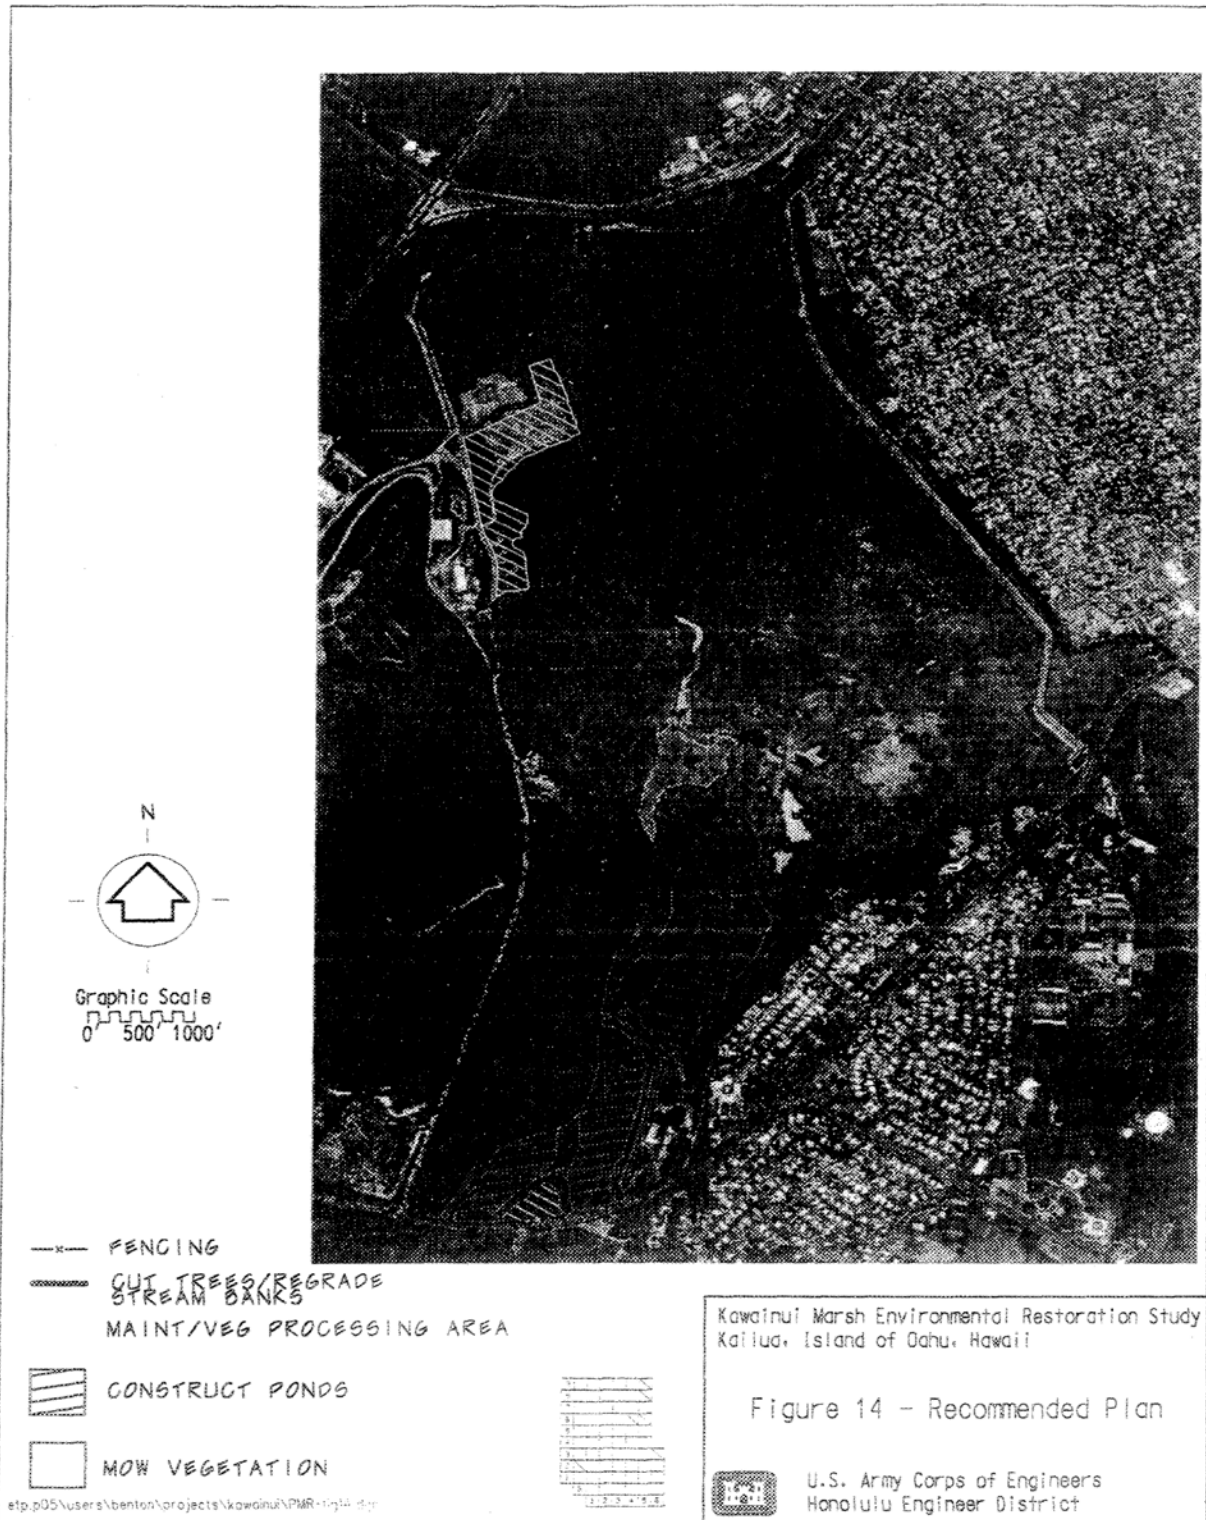 N
Graphic Scale
0' 500' 1000'
FENCING
CUT TREES/REGRADE
STREAM BANKS
MAINT/VEG PROCESSING AREA
CONSTRUCT PONDS
MOW VEGETATION
Kawainui Marsh Environmental Restoration Study
Kailua, Island of Oahu, Hawaii
Figure 14 - Recommended Plan
U.S. Army Corps of Engineers
Honolulu Engineer District